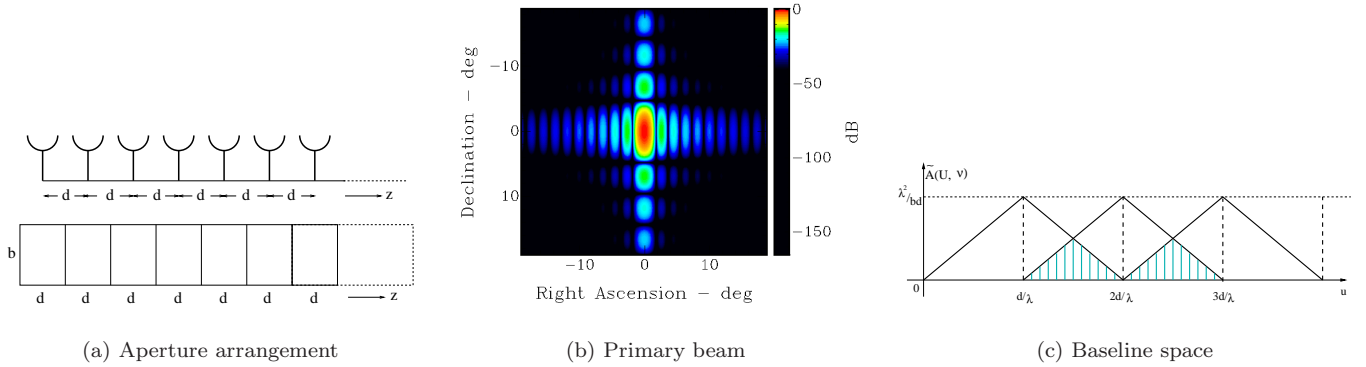 d d d d d d
z
b
d d d d d d d
z
(a) Aperture arrangement
Declination – deg
−10
0
10
−10 0 10
Right Ascension – deg
0
−50
−100
−150
dB
(b) Primary beam
Ã(U, ν)
λ²/bd
0 d/λ 2d/λ 3d/λ u
(c) Baseline space